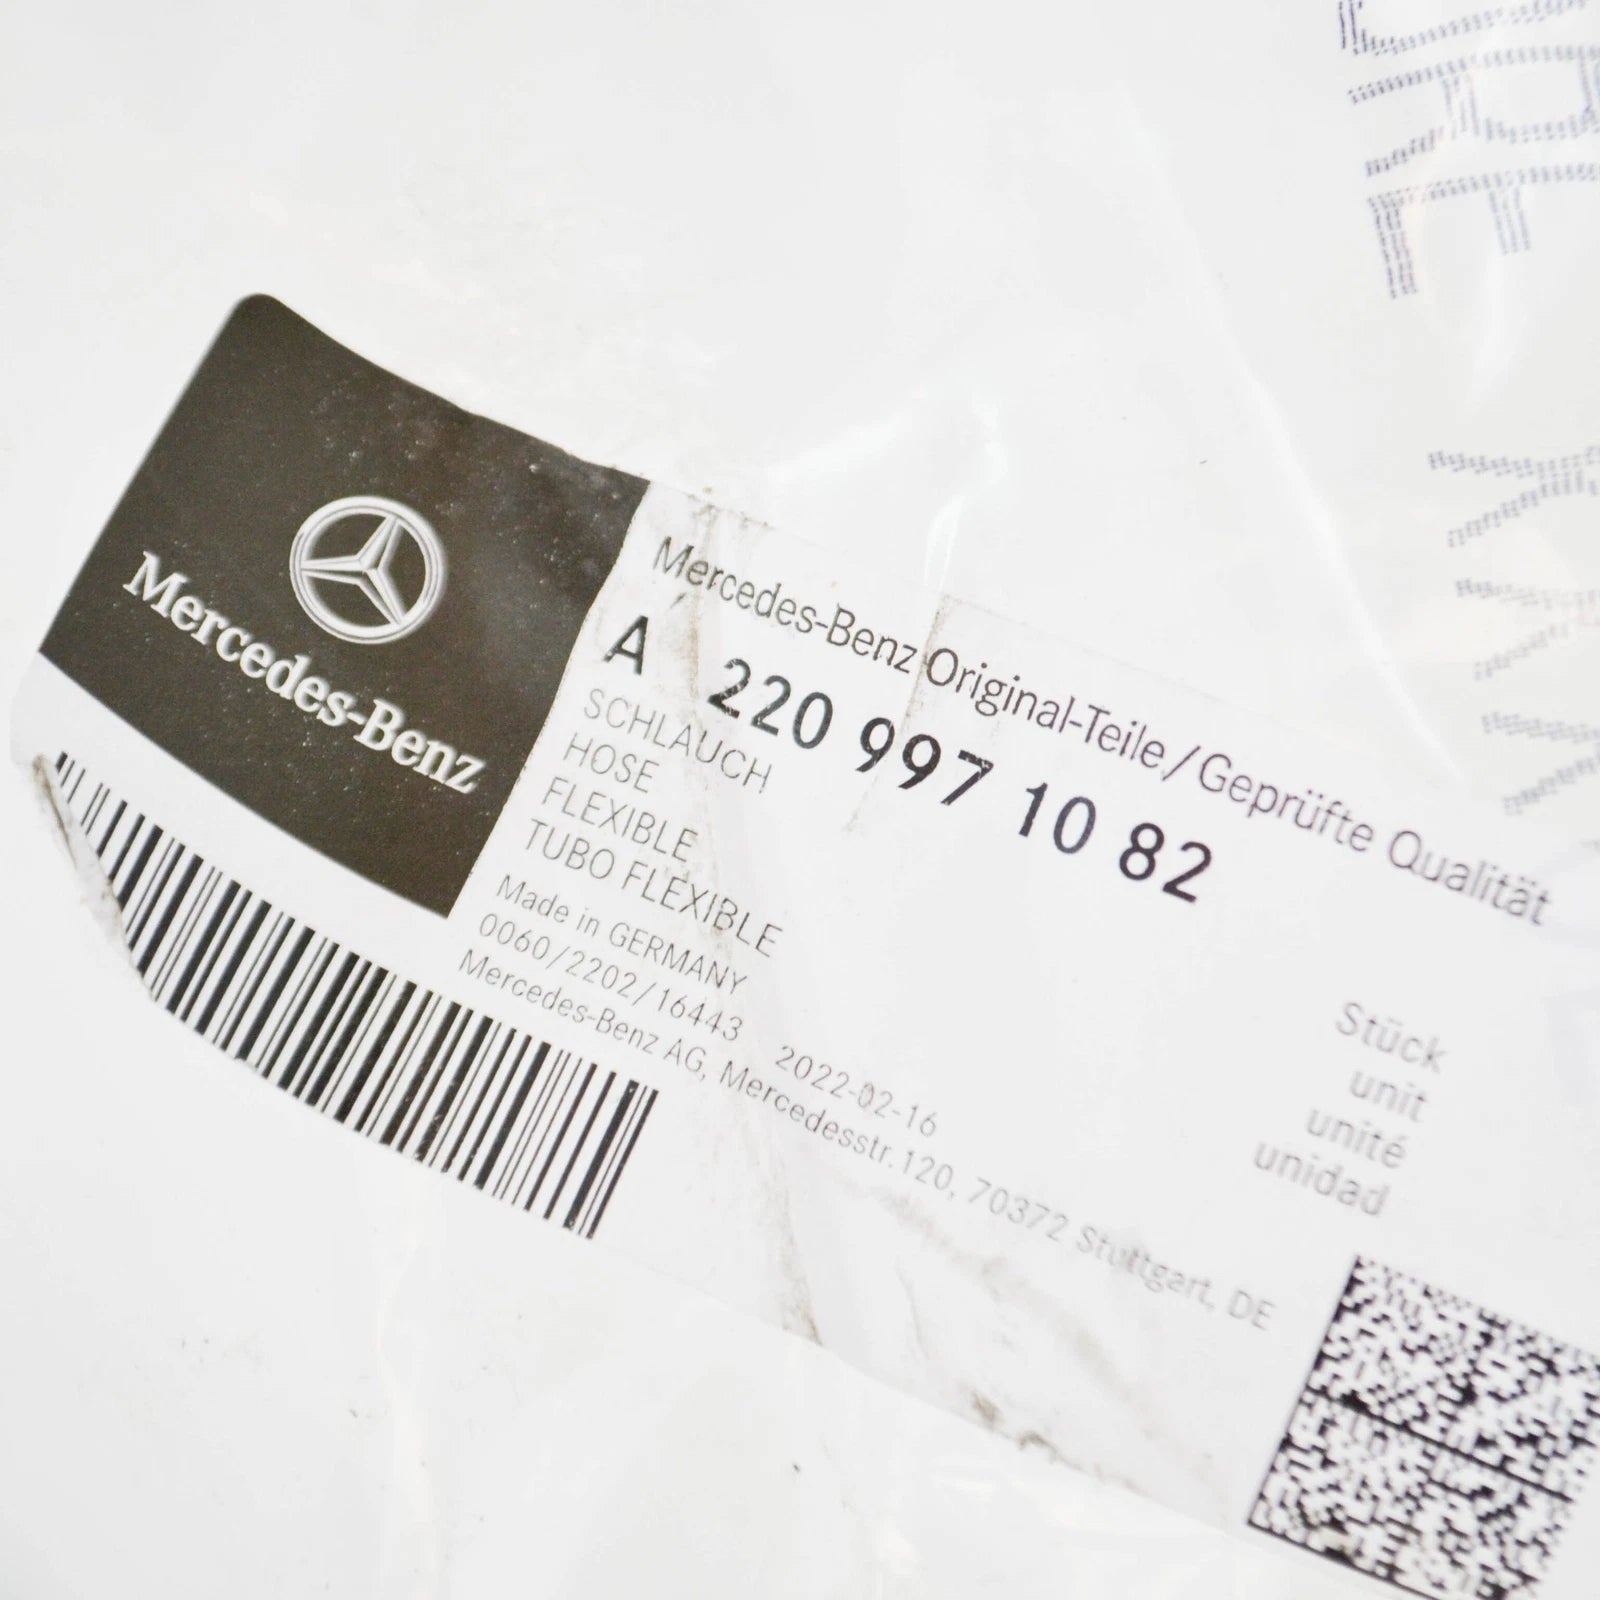 Mercedes-Benz
Mercedes-Benz Original-Teile / Geprüfte Qualität
A 220 997 10 82
SCHLAUCH
HOSE
FLEXIBLE
TUBO FLEXIBLE
Made in GERMANY
0060/2202/16443 2022-02-16
Mercedes-Benz AG, Mercedesstr.120, 70372 Stuttgart, DE
Stück
unit
unité
unidad